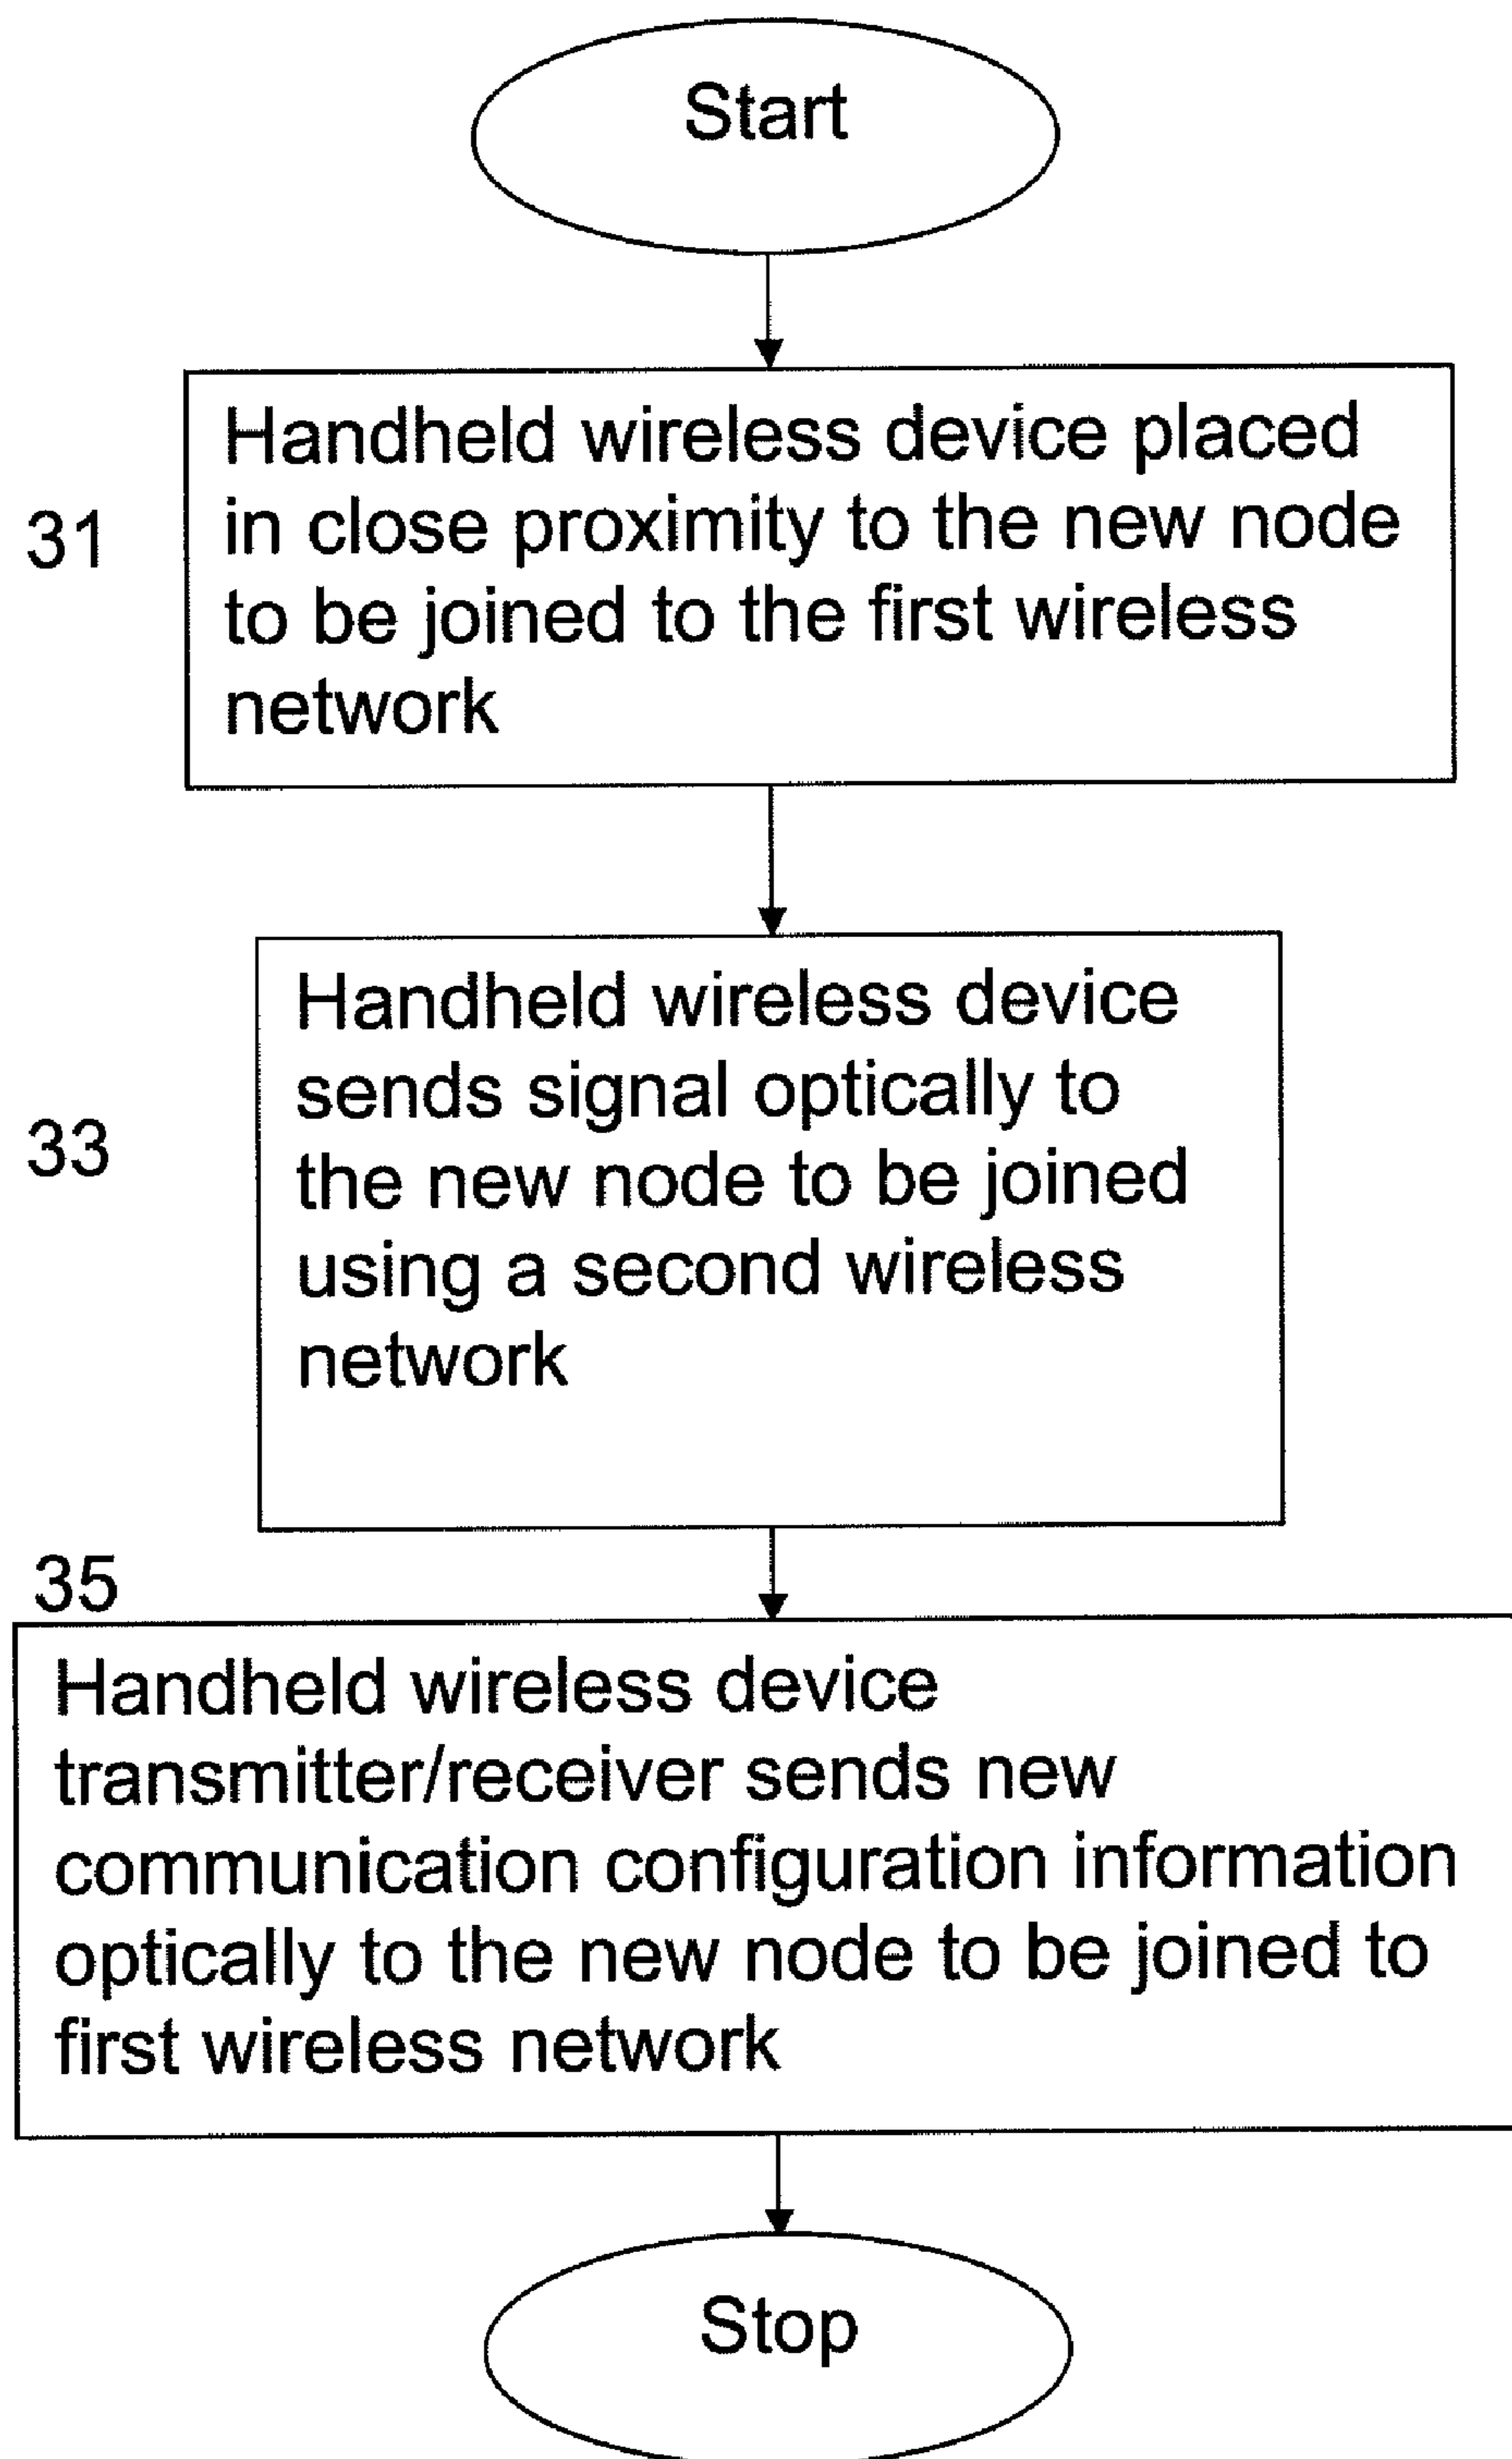 Start
31
Handheld wireless device placed
in close proximity to the new node
to be joined to the first wireless
network
33
Handheld wireless device
sends signal optically to
the new node to be joined
using a second wireless
network
35
Handheld wireless device
transmitter/receiver sends new
communication configuration information
optically to the new node to be joined to
first wireless network
Stop